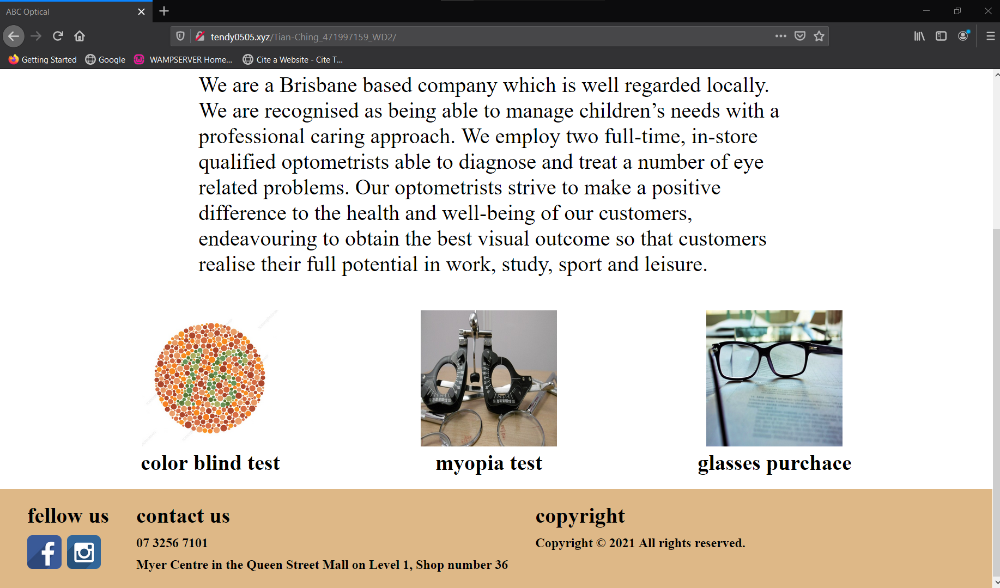 ABC Optical
tendy0505.xyz/Tian-Ching_471997159_WD2/
Getting Started Google WAMPSERVER Home... Cite a Website - Cite T...
We are a Brisbane based company which is well regarded locally.
We are recognised as being able to manage children’s needs with a
professional caring approach. We employ two full-time, in-store
qualified optometrists able to diagnose and treat a number of eye
related problems. Our optometrists strive to make a positive
difference to the health and well-being of our customers,
endeavouring to obtain the best visual outcome so that customers
realise their full potential in work, study, sport and leisure.
color blind test
myopia test
glasses purchace
fellow us
contact us
07 3256 7101
Myer Centre in the Queen Street Mall on Level 1, Shop number 36
copyright
Copyright © 2021 All rights reserved.